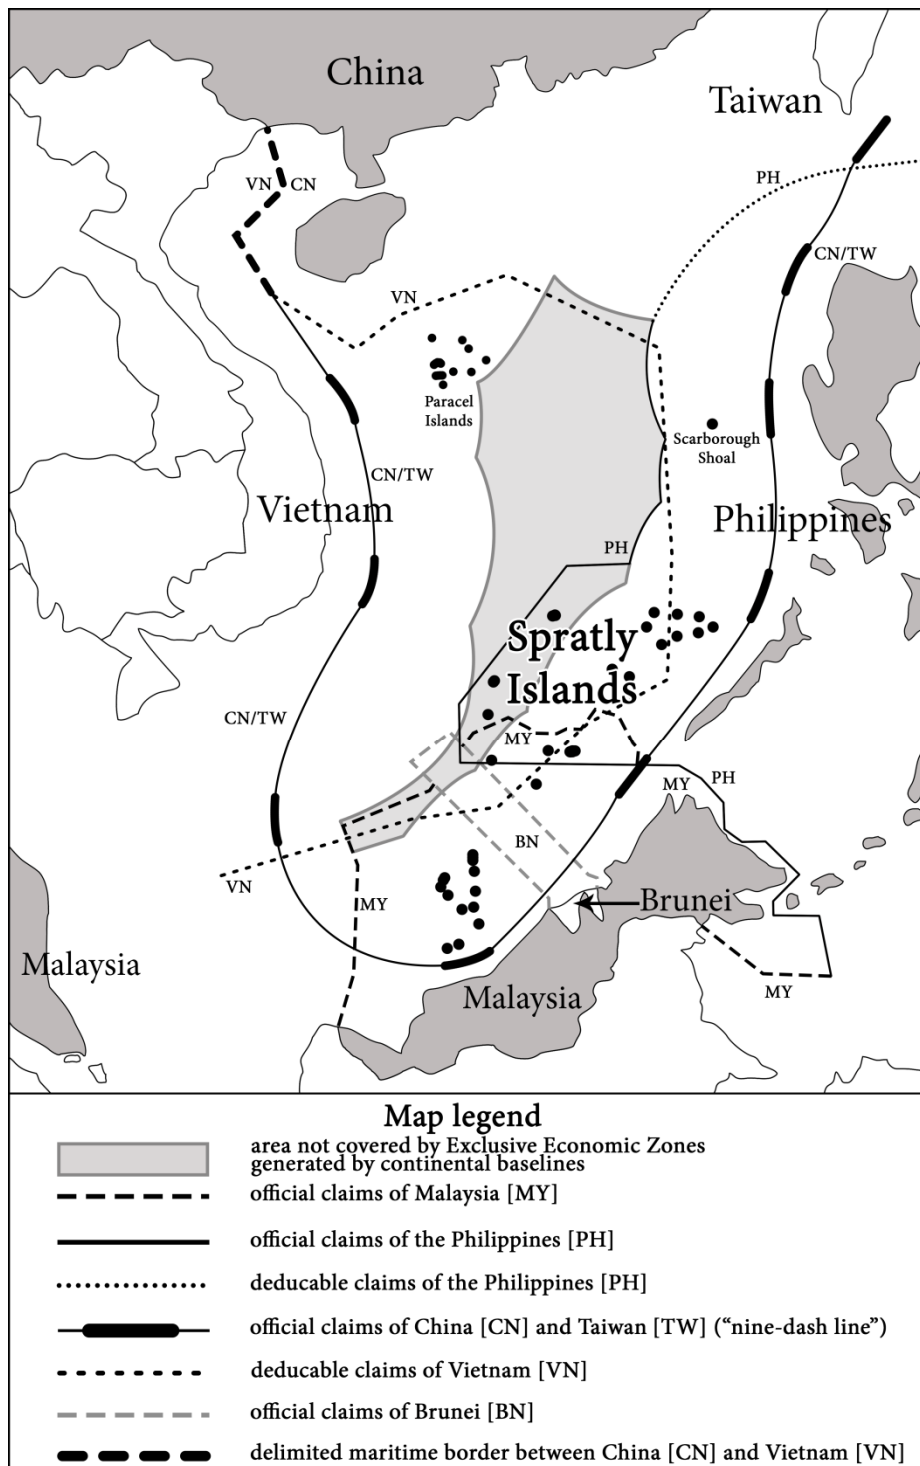 China
Taiwan
PH
VN
CN
CN/TW
VN
Paracel
Islands
Scarborough
Shoal
CN/TW
Vietnam
Philippines
PH
Spratly
Islands
CN/TW
MY
MY
PH
BN
VN
MY
Brunei
Malaysia
Malaysia
MY
Map legend
area not covered by Exclusive Economic Zones
generated by continental baselines
official claims of Malaysia [MY]
official claims of the Philippines [PH]
deducable claims of the Philippines [PH]
official claims of China [CN] and Taiwan [TW] (“nine-dash line”)
deducable claims of Vietnam [VN]
official claims of Brunei [BN]
delimited maritime border between China [CN] and Vietnam [VN]